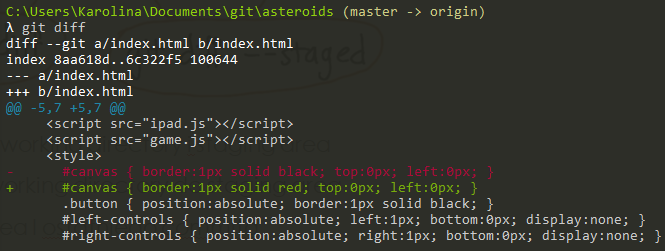 C:\Users\Karolina\Documents\git\asteroids (master -> origin)
λ git diff
diff --git a/index.html b/index.html
index 8aa618d..6c322f5 100644
--- a/index.html
+++ b/index.html
@@ -5,7 +5,7 @@
     <script src="ipad.js"></script>
     <script src="game.js"></script>
     <style>
-      #canvas { border:1px solid black; top:0px; left:0px; }
+      #canvas { border:1px solid red; top:0px; left:0px; }
       .button { position:absolute; border:1px solid black; }
       #left-controls { position:absolute; left:1px; bottom:0px; display:none; }
       #right-controls { position:absolute; right:1px; bottom:0px; display:none; }
--staged